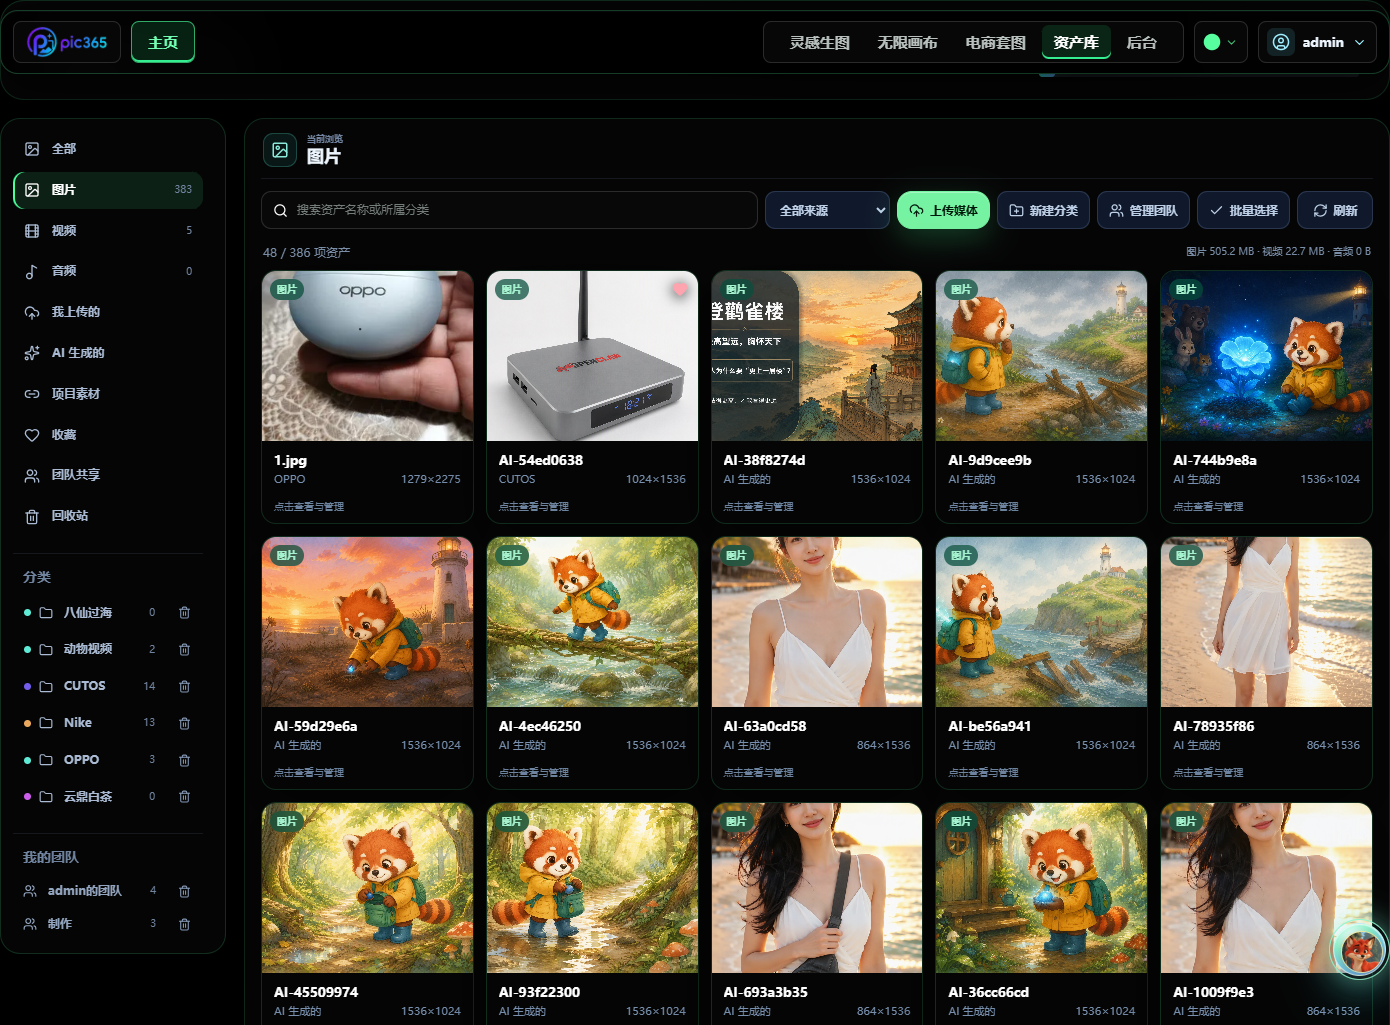 pic365
主页
灵感生图
无限画布
电商套图
资产库
后台
admin
全部
图片
383
视频
5
音频
0
我上传的
AI 生成的
项目素材
收藏
团队共享
回收站
分类
八仙过海
0
动物视频
2
CUTOS
14
Nike
13
OPPO
3
云鼎白茶
0
我的团队
admin的团队
4
制作
3
当前浏览
图片
搜索资产名称或所属分类
全部来源
上传媒体
新建分类
管理团队
批量选择
刷新
48 / 386 项资产
图片 505.2 MB · 视频 22.7 MB · 音频 0 B
图片
oppo
1.jpg
OPPO
1279×2275
点击查看与管理
图片
18:21
AI-54ed0638
CUTOS
1024×1536
点击查看与管理
图片
登鹳雀楼
登高望远，胸怀天下
AI-38f8274d
AI 生成的
1536×1024
点击查看与管理
图片
AI-9d9cee9b
AI 生成的
1536×1024
点击查看与管理
图片
AI-744b9e8a
AI 生成的
1536×1024
点击查看与管理
图片
AI-59d29e6a
AI 生成的
1536×1024
点击查看与管理
图片
AI-4ec46250
AI 生成的
1536×1024
点击查看与管理
图片
AI-63a0cd58
AI 生成的
864×1536
点击查看与管理
图片
AI-be56a941
AI 生成的
1536×1024
点击查看与管理
图片
AI-78935f86
AI 生成的
864×1536
点击查看与管理
图片
AI-45509974
AI 生成的
1536×1024
图片
AI-93f22300
AI 生成的
1536×1024
图片
AI-693a3b35
AI 生成的
864×1536
图片
AI-36cc66cd
AI 生成的
1536×1024
图片
AI-1009f9e3
AI 生成的
864×1536